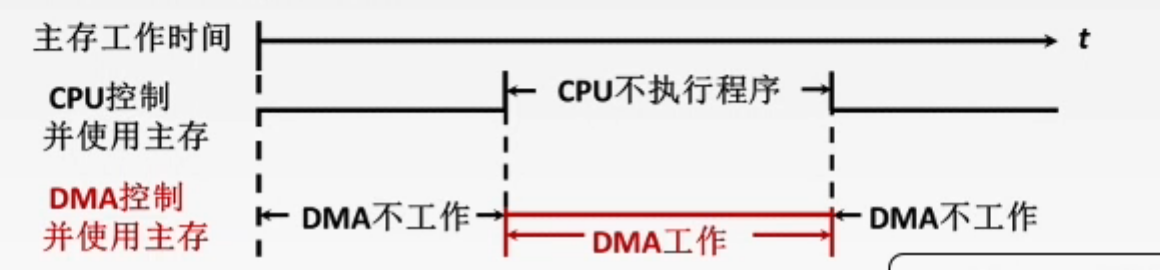 主存工作时间
t
CPU控制
并使用主存
CPU不执行程序
DMA控制
并使用主存
DMA不工作
DMA工作
DMA不工作